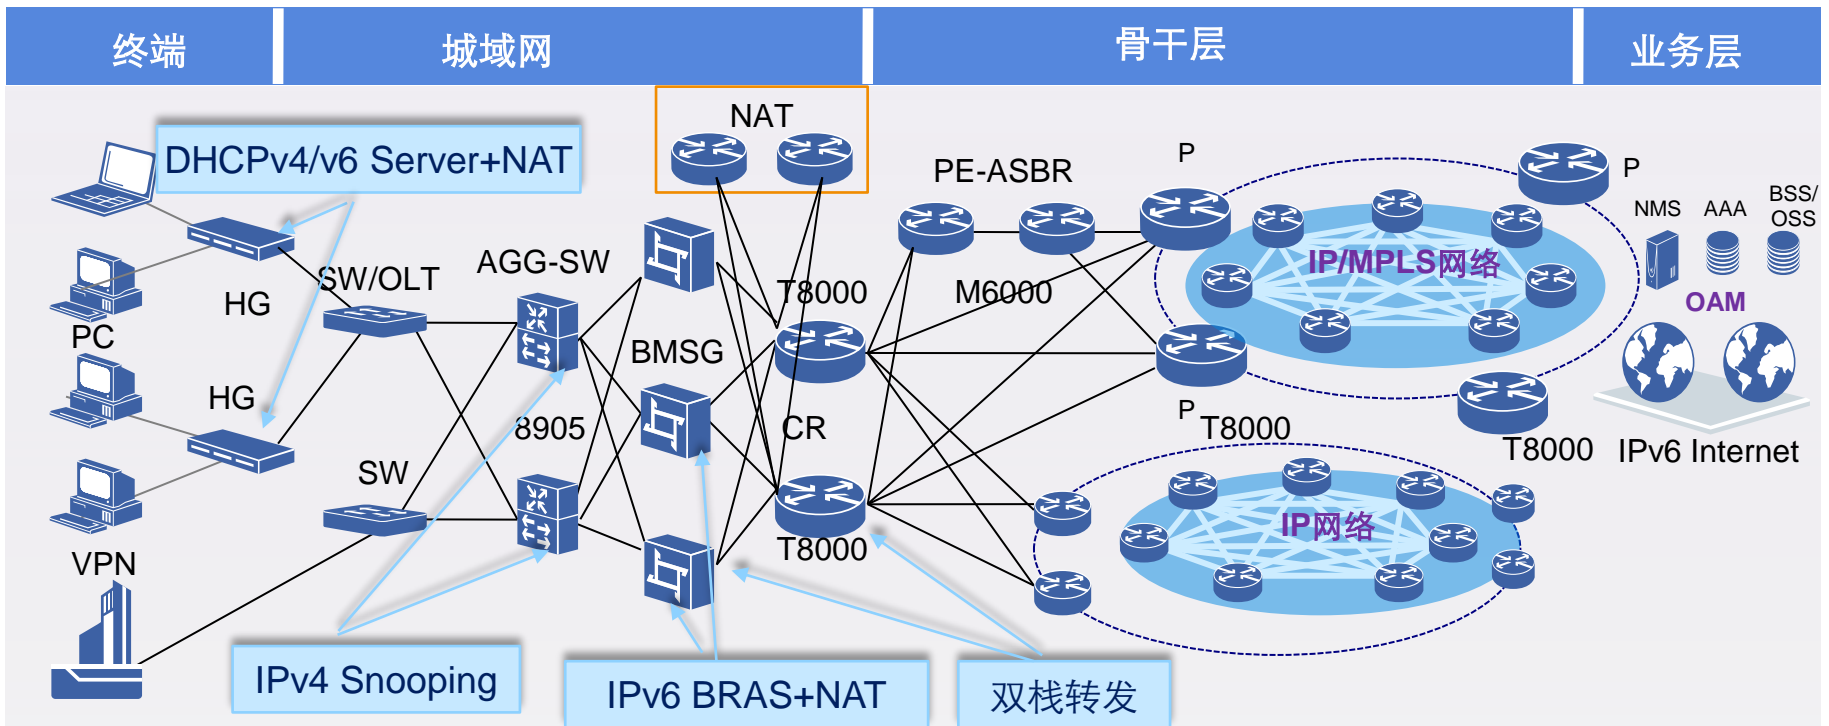 终端
城域网
骨干层
业务层
NAT
DHCPv4/v6 Server+NAT
PE-ASBR
P
P
NMS
AAA
BSS/
OSS
AGG-SW
SW/OLT
T8000
M6000
IP/MPLS网络
OAM
HG
PC
BMSG
HG
8905
CR
P
T8000
T8000
IPv6 Internet
SW
T8000
IP网络
VPN
IPv4 Snooping
IPv6 BRAS+NAT
双栈转发